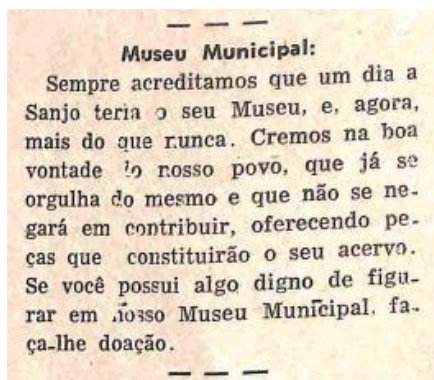 Museu Municipal:
Sempre acreditamos que um dia a
Sanjo teria o seu Museu, e, agora,
mais do que nunca. Cremos na boa
vontade do nosso povo, que já se
orgulha do mesmo e que não se ne-
gará em contribuir, oferecendo pe-
ças que constituirão o seu acervo.
Se você possui algo digno de figu-
rar em nosso Museu Municipal, fa-
ça-lhe doação.